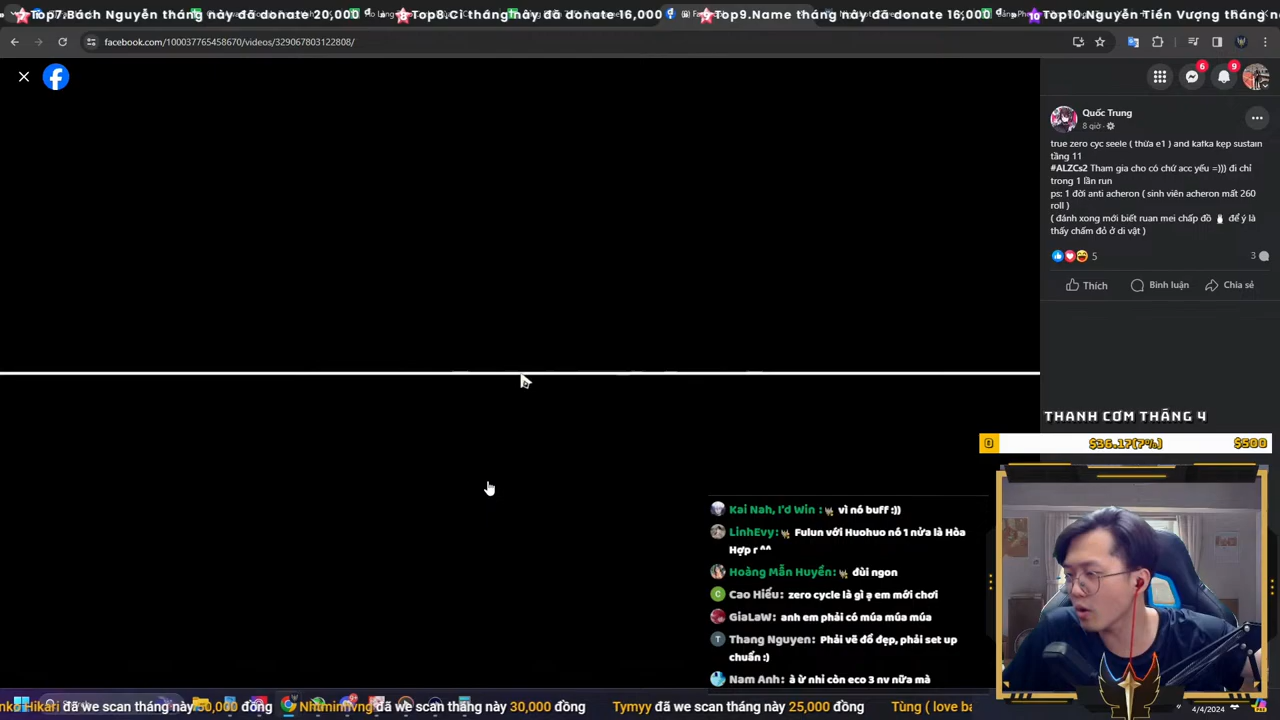 Top7.Bách Nguyễn tháng này đã donate 20,000
Top8. Ci tháng này đã donate 16,000
Top9.Name tháng này đã donate 16,000
Top10.Nguyễn Tiến Vượng tháng n
facebook.com/100037765458670/videos/329067803122808/
6
9
Quốc Trung
8 giờ
true zero cyc seele ( thừa e1 ) and kafka kẹp sustain
tầng 11
#ALZCs2 Tham gia cho có chứ acc yếu =))) đi chỉ
trong 1 lần run
ps: 1 đời anti acheron ( sinh viên acheron mất 260
roll )
( đánh xong mới biết ruan mei chấp đồ để ý là
thấy chấm đỏ ở di vật )
5
3
Thích
Bình luận
Chia sẻ
THANH CƠM THÁNG 4
0
$36.17(7%)
$500
Kai Nah, I'd Win : vì nó buff :))
LinhEvy: Fulun với Huohuo nó 1 nửa là Hòa
Hợp r ^^
Hoàng Mẫn Huyền: đùi ngon
Cao Hiếu: zero cycle là gì ạ em mới chơi
GiaLaW: anh em phải có múa múa múa
Thang Nguyen: Phải vẽ đồ đẹp, phải set up
chuẩn :)
Nam Anh: à ừ nhỉ còn eco 3 nv nữa mà
nko Hikari đã we scan tháng này 50,000 đồng
Nhimimivng đã we scan tháng này 30,000 đồng
Tymyy đã we scan tháng này 25,000 đồng
Tùng ( love ba
4/4/2024